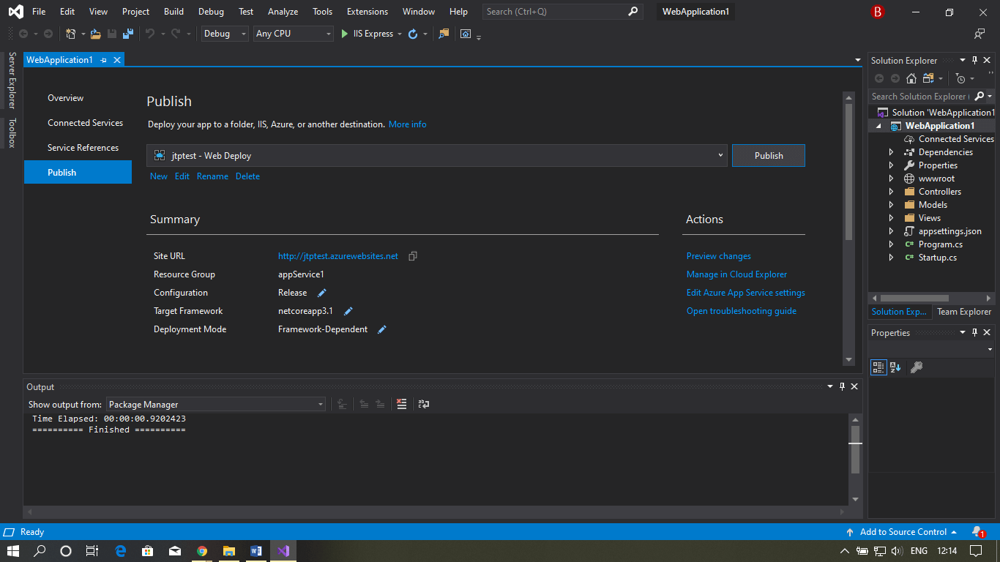 File Edit View Project Build Debug Test Analyze Tools Extensions Window Help Search (Ctrl+Q) WebApplication1 B
Debug Any CPU IIS Express
Server Explorer
Toolbox
WebApplication1
Overview
Connected Services
Service References
Publish
Publish
Deploy your app to a folder, IIS, Azure, or another destination. More info
jtptest - Web Deploy Publish
New Edit Rename Delete
Summary
Site URL http://jtptest.azurewebsites.net
Resource Group appService1
Configuration Release
Target Framework netcoreapp3.1
Deployment Mode Framework-Dependent
Actions
Preview changes
Manage in Cloud Explorer
Edit Azure App Service settings
Open troubleshooting guide
Output
Show output from: Package Manager
Time Elapsed: 00:00:00.9202423
========== Finished ==========
Solution Explorer
Search Solution Explorer (
Solution 'WebApplication1
WebApplication1
Connected Services
Dependencies
Properties
wwwroot
Controllers
Models
Views
appsettings.json
C# Program.cs
C# Startup.cs
Solution Exp... Team Explorer
Properties
Ready Add to Source Control 1
ENG 12:14